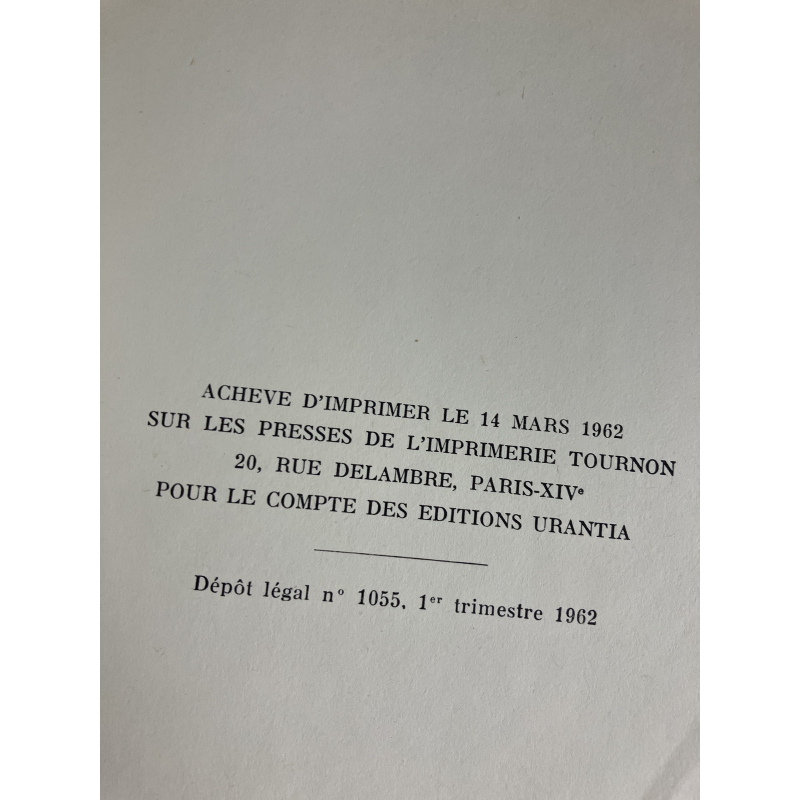 ACHEVE D'IMPRIMER LE 14 MARS 1962
SUR LES PRESSES DE L'IMPRIMERIE TOURNON
20, RUE DELAMBRE, PARIS-XIVᵉ
POUR LE COMPTE DES EDITIONS URANTIA
Dépôt légal nº 1055, 1ᵉʳ trimestre 1962